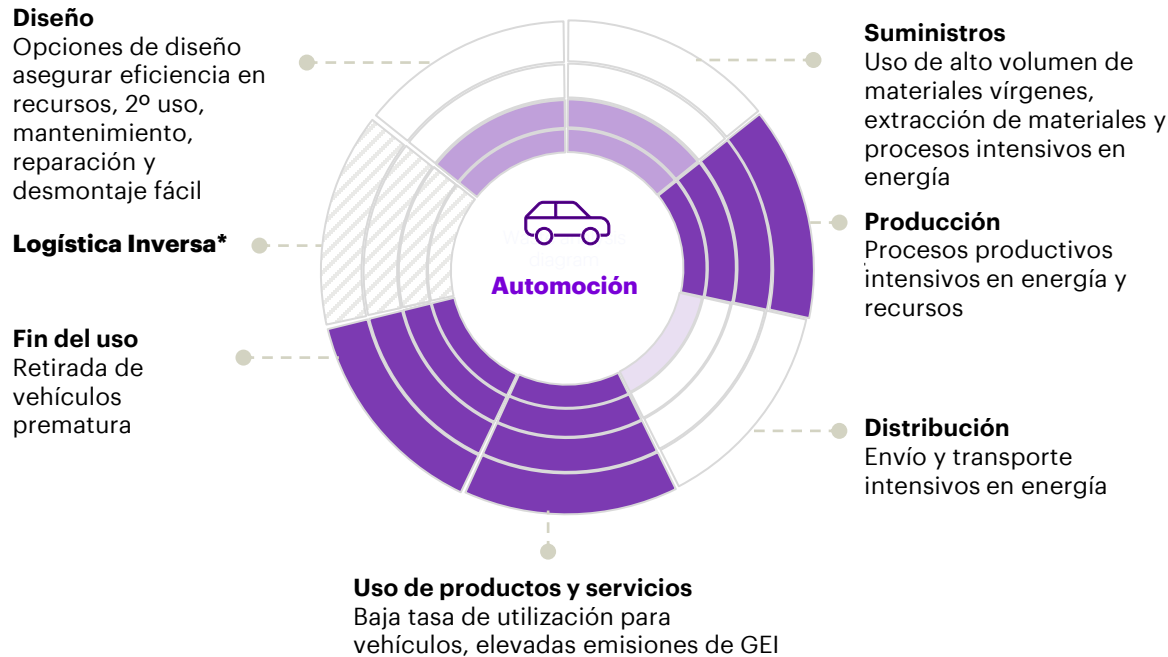 Diseño
Opciones de diseño
asegurar eficiencia en
recursos, 2º uso,
mantenimiento,
reparación y
desmontaje fácil
Logística Inversa*
Fin del uso
Retirada de
vehículos
prematura
Automoción
Suministros
Uso de alto volumen de
materiales vírgenes,
extracción de materiales y
procesos intensivos en
energía
Producción
Procesos productivos
intensivos en energía y
recursos
Distribución
Envío y transporte
intensivos en energía
Uso de productos y servicios
Baja tasa de utilización para
vehículos, elevadas emisiones de GEI